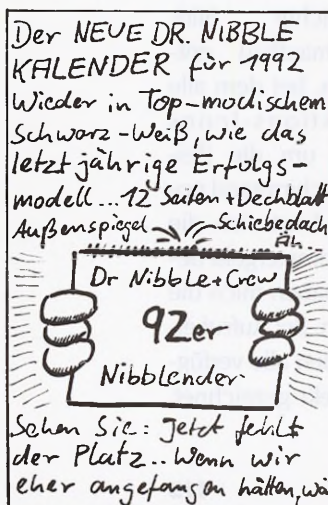 Der NEUE DR. NIBBLE
KALENDER für 1992
Wieder in Top-modischem
Schwarz-Weiß, wie das
letztjährige Erfolgs-
modell...12 Seiten + Deckblatt
Außenspiegel Schiebedach
Äh..
Dr Nibble + Crew
92er
Nibblender
Sehen Sie: Jetzt fehlt
der Platz.. Wenn wir
eher angefangen hätten, wä